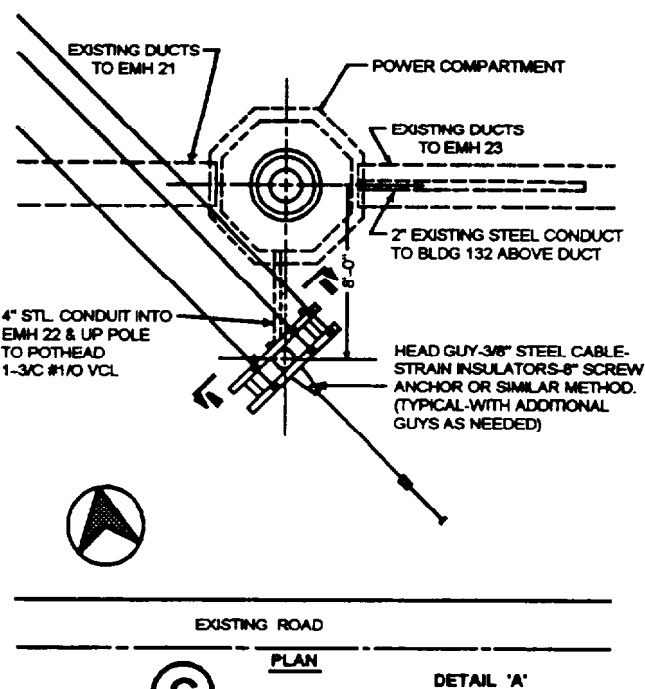 EXISTING DUCTS
TO EMH 21
POWER COMPARTMENT
EXISTING DUCTS
TO EMH 23
2" EXISTING STEEL CONDUCT
TO BLDG 132 ABOVE DUCT
8'-0"
4" STL. CONDUIT INTO
EMH 22 & UP POLE
TO POTHEAD
1-3/C #1/O VCL
HEAD GUY-3/8" STEEL CABLE-
STRAIN INSULATORS-8" SCREW
ANCHOR OR SIMILAR METHOD.
(TYPICAL-WITH ADDITIONAL
GUYS AS NEEDED)
EXISTING ROAD
PLAN
C
DETAIL 'A'